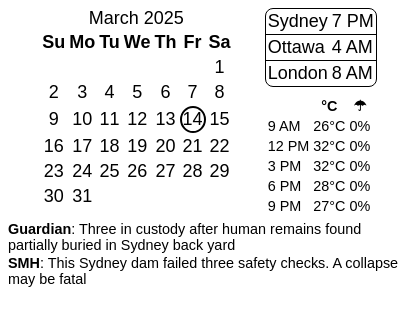 March 2025
Su Mo Tu We Th Fr Sa
1
2 3 4 5 6 7 8
9 10 11 12 13 14 15
16 17 18 19 20 21 22
23 24 25 26 27 28 29
30 31
Sydney 7 PM
Ottawa 4 AM
London 8 AM
°C ☂
9 AM 26°C 0%
12 PM 32°C 0%
3 PM 32°C 0%
6 PM 28°C 0%
9 PM 27°C 0%
Guardian: Three in custody after human remains found
partially buried in Sydney back yard
SMH: This Sydney dam failed three safety checks. A collapse
may be fatal